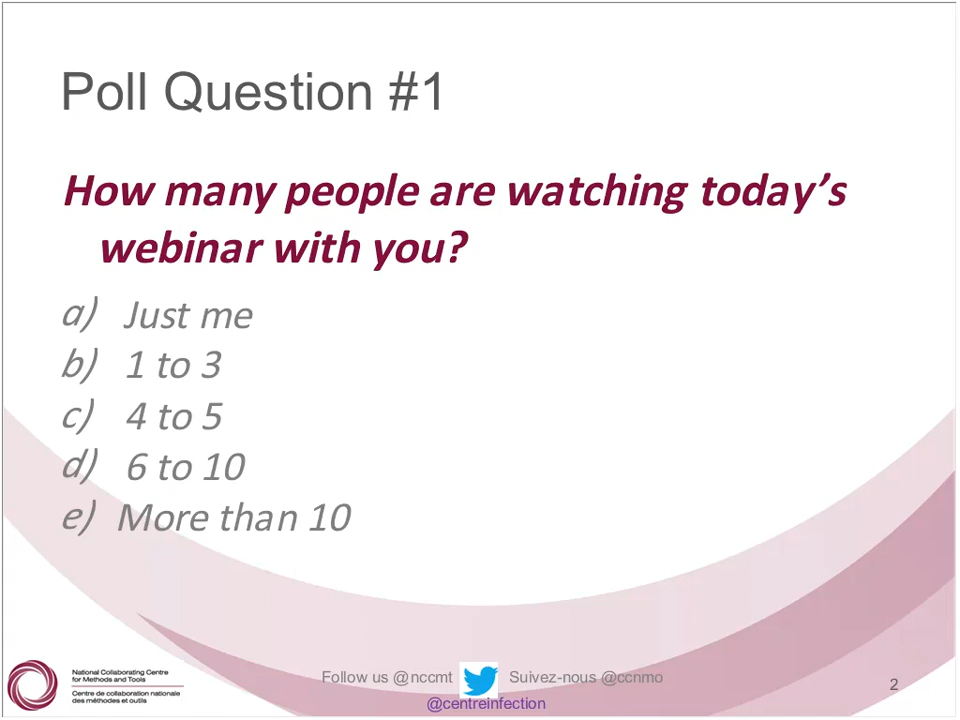 Poll Question #1
How many people are watching today’s
webinar with you?
a) Just me
b) 1 to 3
c) 4 to 5
d) 6 to 10
e) More than 10
National Collaborating Centre
for Methods and Tools
Centre de collaboration nationale
des méthodes et outils
Follow us @nccmt Suivez-nous @ccnmo
@centreinfection
2